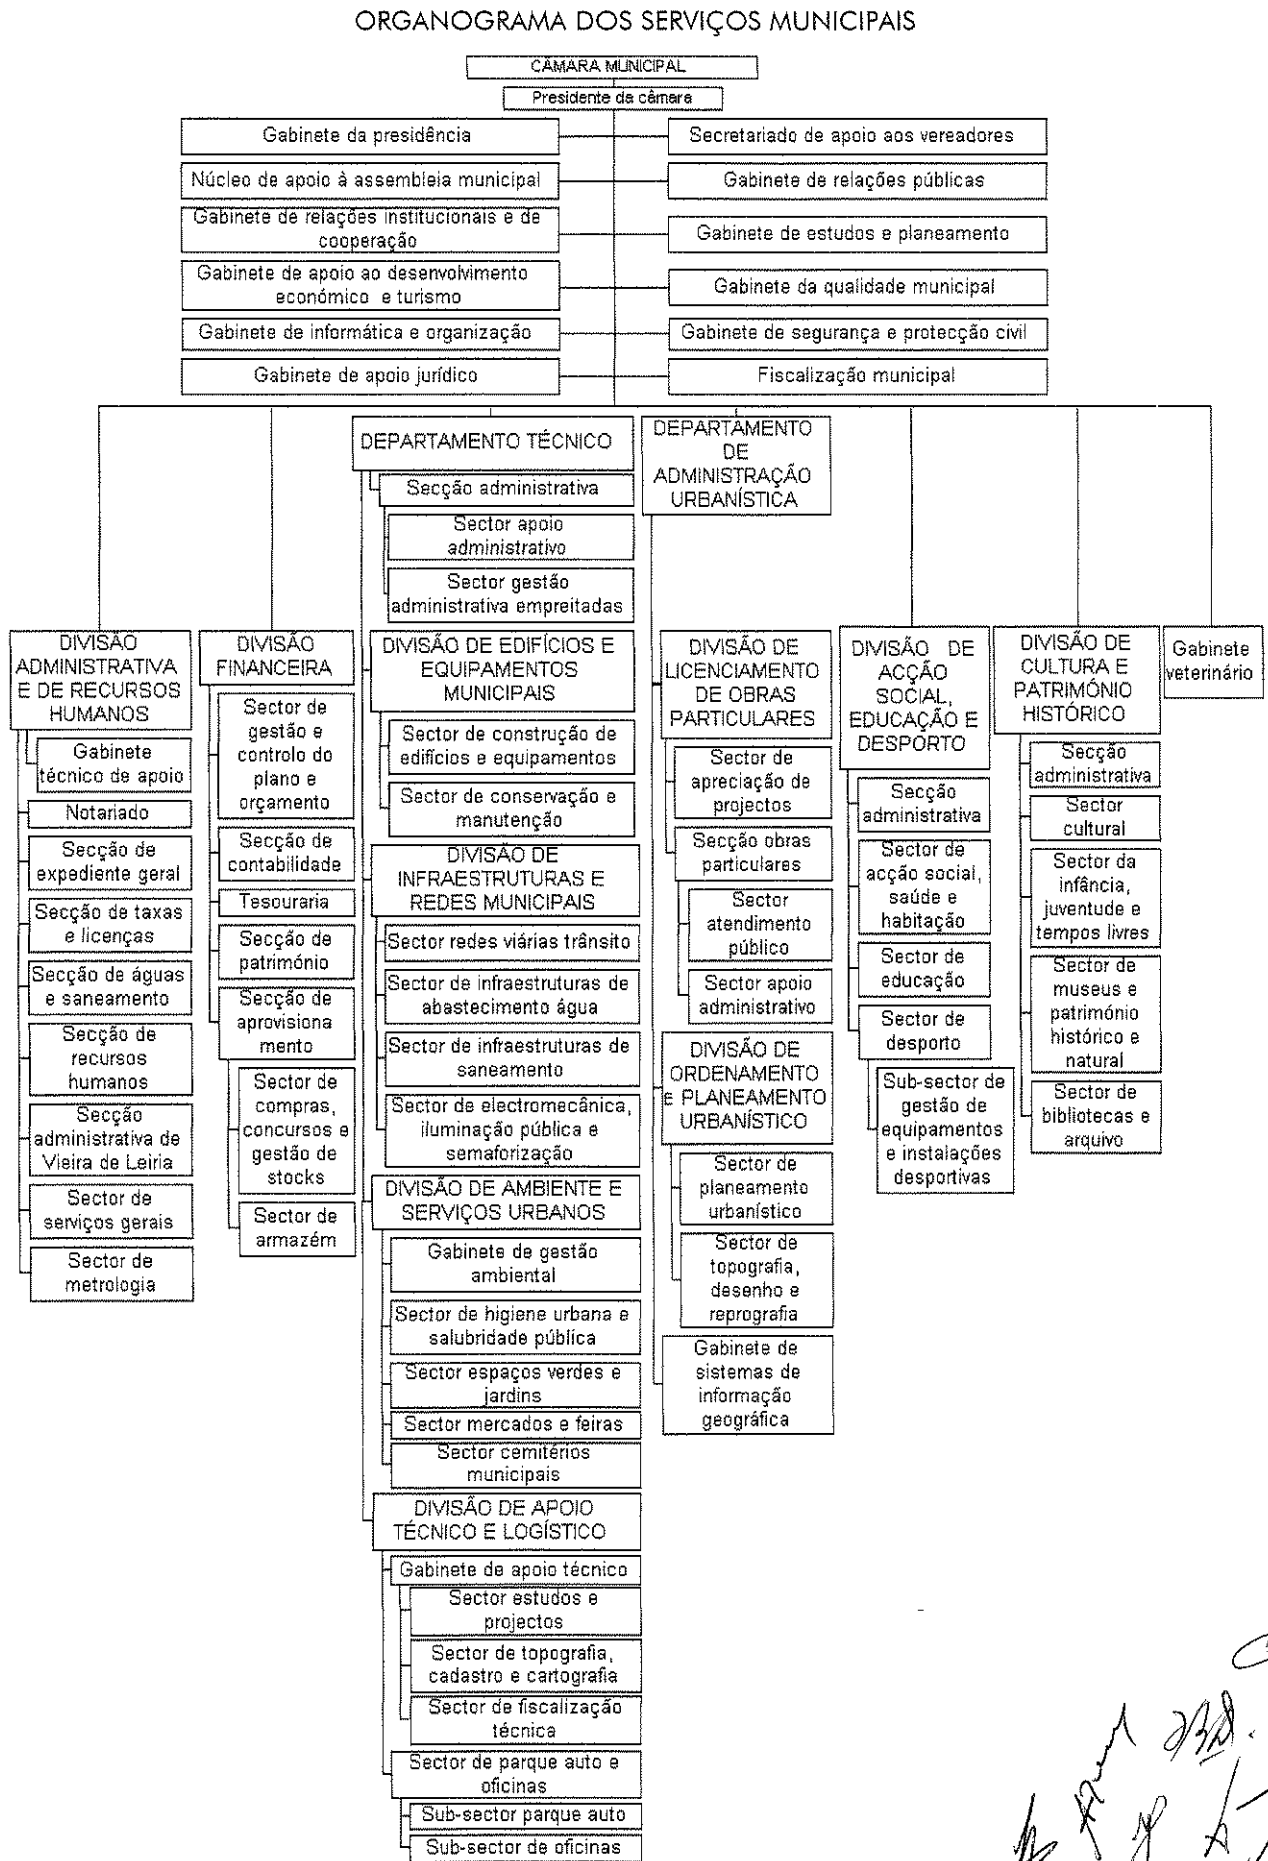 ORGANOGRAMA DOS SERVIÇOS MUNICIPAIS
CÂMARA MUNICIPAL
Presidente da câmara
Gabinete da presidência
Secretariado de apoio aos vereadores
Núcleo de apoio à assembleia municipal
Gabinete de relações públicas
Gabinete de relações institucionais e de
cooperação
Gabinete de estudos e planeamento
Gabinete de apoio ao desenvolvimento
económico e turismo
Gabinete da qualidade municipal
Gabinete de informática e organização
Gabinete de segurança e protecção civil
Gabinete de apoio jurídico
Fiscalização municipal
DIVISÃO
ADMINISTRATIVA
E DE RECURSOS
HUMANOS
Gabinete
técnico de apoio
Notariado
Secção de
expediente geral
Secção de taxas
e licenças
Secção de águas
e saneamento
Secção de
recursos
humanos
Secção
administrativa de
Vieira de Leiria
Sector de
serviços gerais
Sector de
metrologia
DIVISÃO
FINANCEIRA
Sector de
gestão e
controlo do
plano e
orçamento
Secção de
contabilidade
Tesouraria
Secção de
património
Secção de
aprovisiona
mento
Sector de
compras,
concursos e
gestão de
stocks
Sector de
armazém
DEPARTAMENTO TÉCNICO
Secção administrativa
Sector apoio
administrativo
Sector gestão
administrativa empreitadas
DIVISÃO DE EDIFÍCIOS E
EQUIPAMENTOS
MUNICIPAIS
Sector de construção de
edifícios e equipamentos
Sector de conservação e
manutenção
DIVISÃO DE
INFRAESTRUTURAS E
REDES MUNICIPAIS
Sector redes viárias trânsito
Sector de infraestruturas de
abastecimento água
Sector de infraestruturas de
saneamento
Sector de electromecânica,
iluminação pública e
semaforização
DIVISÃO DE AMBIENTE E
SERVIÇOS URBANOS
Gabinete de gestão
ambiental
Sector de higiene urbana e
salubridade pública
Sector espaços verdes e
jardins
Sector mercados e feiras
Sector cemitérios
municipais
DIVISÃO DE APOIO
TÉCNICO E LOGÍSTICO
Gabinete de apoio técnico
Sector estudos e
projectos
Sector de topografia,
cadastro e cartografia
Sector de fiscalização
técnica
Sector de parque auto e
oficinas
Sub-sector parque auto
Sub-sector de oficinas
DEPARTAMENTO
DE
ADMINISTRAÇÃO
URBANÍSTICA
DIVISÃO DE
LICENCIAMENTO
DE OBRAS
PARTICULARES
Sector de
apreciação de
projectos
Secção obras
particulares
Sector
atendimento
público
Sector apoio
administrativo
DIVISÃO DE
ORDENAMENTO
E PLANEAMENTO
URBANÍSTICO
Sector de
planeamento
urbanístico
Sector de
topografia,
desenho e
reprografia
Gabinete de
sistemas de
informação
geográfica
DIVISÃO DE
ACÇÃO
SOCIAL,
EDUCAÇÃO E
DESPORTO
Secção
administrativa
Sector de
acção social,
saúde e
habitação
Sector de
educação
Sector de
desporto
Sub-sector de
gestão de
equipamentos
e instalações
desportivas
DIVISÃO DE
CULTURA E
PATRIMÓNIO
HISTÓRICO
Secção
administrativa
Sector
cultural
Sector da
infância,
juventude e
tempos livres
Sector de
museus e
património
histórico e
natural
Sector de
bibliotecas e
arquivo
Gabinete
veterinário